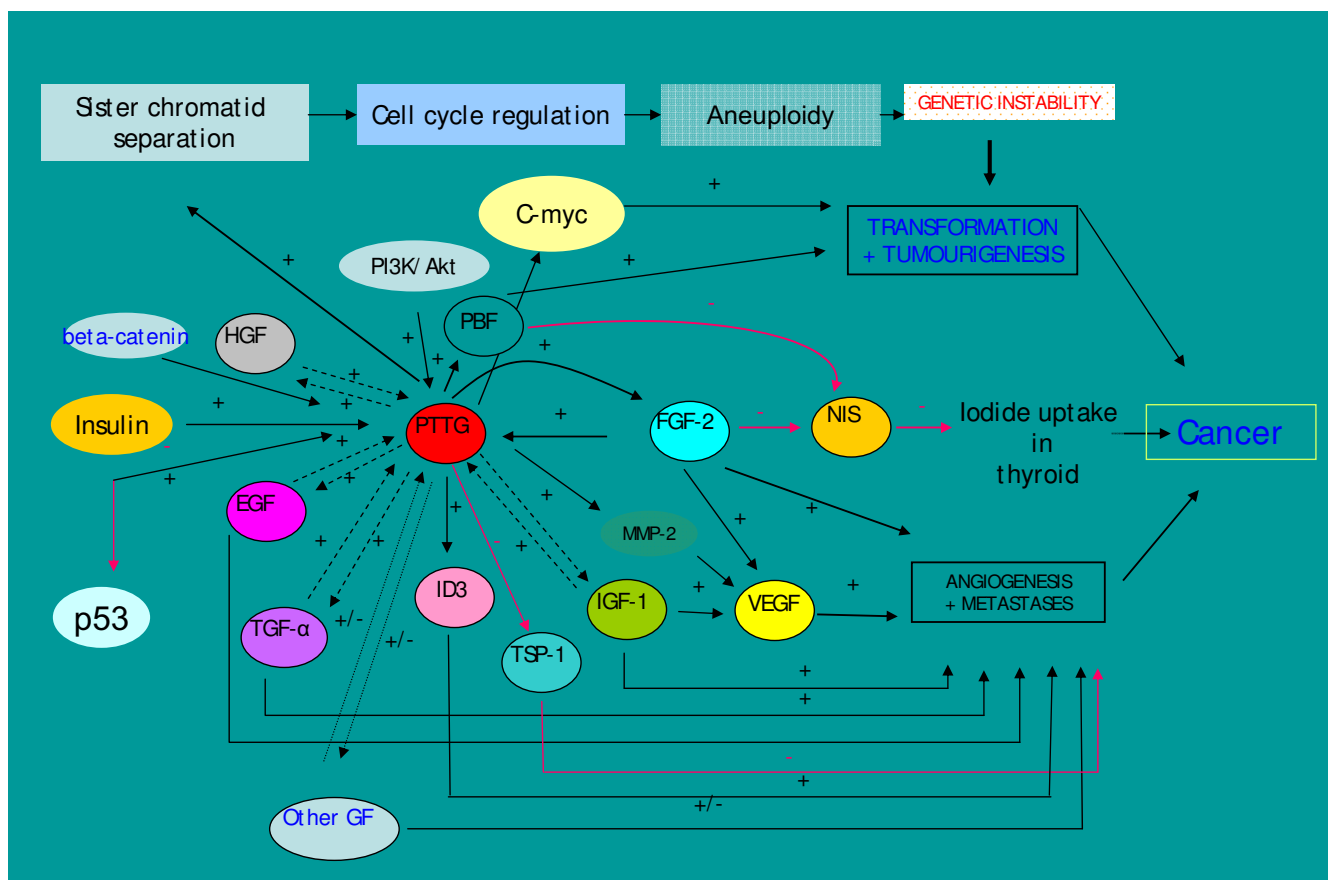 Sister chromatid
separation
Cell cycle regulation
Aneuploidy
GENETIC INSTABILITY
C-myc
+
TRANSFORMATION
+ TUMOURIGENESIS
+
PI3K/Akt
+
PBF
-
beta-catenin
HGF
+
+
+
+
+
+
Insulin
+
PTTG
+
FGF-2
-
NIS
-
Iodide uptake
in
thyroid
Cancer
-
+
+
+
EGF
+
+
+
+
+
+
-
+
MMP-2
+
+
ID3
IGF-1
+
VEGF
+
ANGIOGENESIS
+ METASTASES
p53
TGF-α
+/-
+/-
TSP-1
+
+
-
+
+/-
Other GF